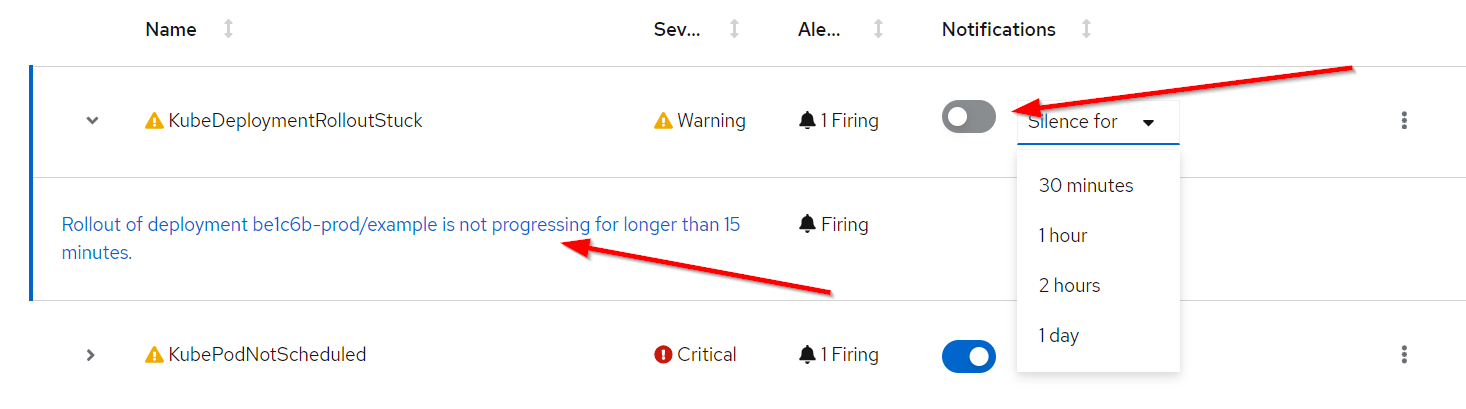 Name Sev... Ale... Notifications
KubeDeploymentRolloutStuck Warning 1 Firing Silence for
30 minutes
1 hour
2 hours
1 day
Rollout of deployment be1c6b-prod/example is not progressing for longer than 15
minutes.
Firing
KubePodNotScheduled Critical 1 Firing